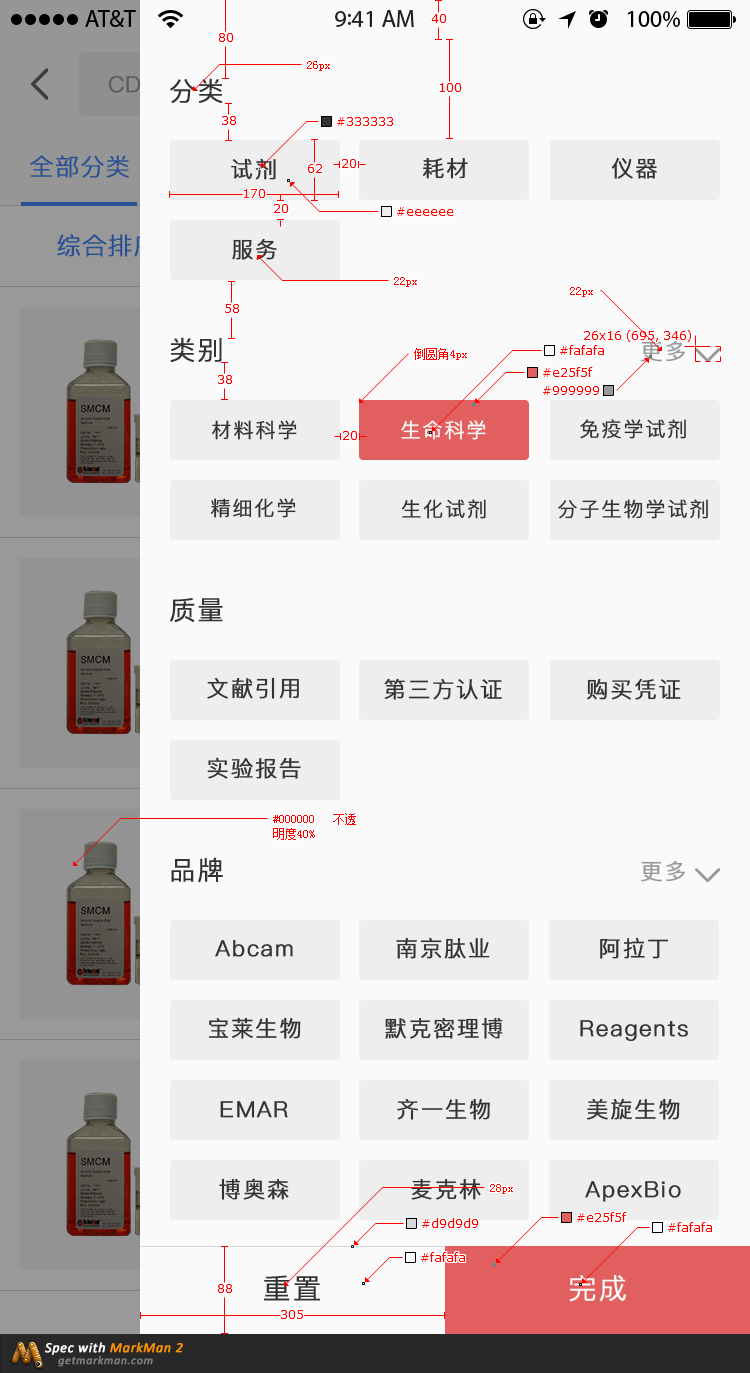 AT&T 9:41 AM 100%
80
40
26px
CD
分类
100
38
#333333
全部分类
试剂
62
20
耗材
仪器
170
20
#eeeeee
综合排
服务
22px
22px
58
26x16 (695, 346)
类别
倒圆角4px
#fafafa
更多
#e25f5f
38
#999999
SMCM
材料科学
20
生命科学
免疫学试剂
精细化学
生化试剂
分子生物学试剂
质量
SMCM
文献引用
第三方认证
购买凭证
实验报告
#000000 不透
明度40%
品牌
更多
SMCM
Abcam
南京肽业
阿拉丁
宝莱生物
默克密理博
Reagents
EMAR
齐一生物
美旋生物
SMCM
博奥森
麦克林
28px
ApexBio
#d9d9d9
#e25f5f
#fafafa
#fafafa
88
重置
完成
305
Spec with MarkMan 2
getmarkman.com